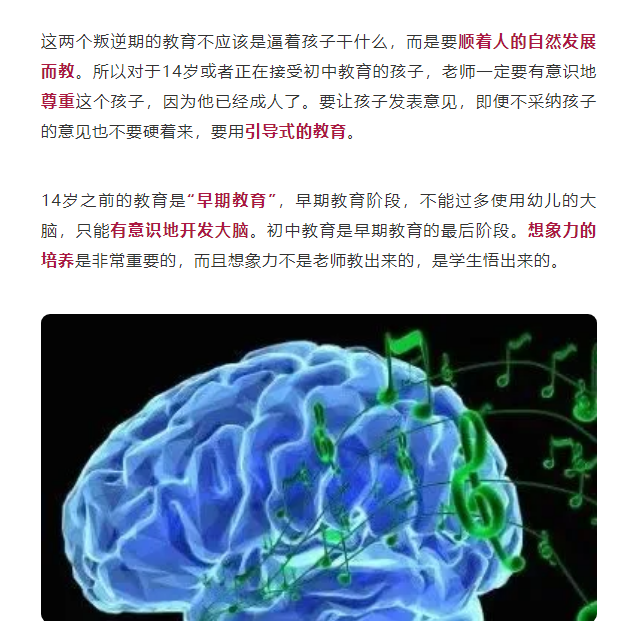 这两个叛逆期的教育不应该是逼着孩子干什么，而是要顺着人的自然发展
而教。所以对于14岁或者正在接受初中教育的孩子，老师一定要有意识地
尊重这个孩子，因为他已经成人了。要让孩子发表意见，即便不采纳孩子
的意见也不要硬着来，要用引导式的教育。
14岁之前的教育是“早期教育”，早期教育阶段，不能过多使用幼儿的大
脑，只能有意识地开发大脑。初中教育是早期教育的最后阶段。想象力的
培养是非常重要的，而且想象力不是老师教出来的，是学生悟出来的。